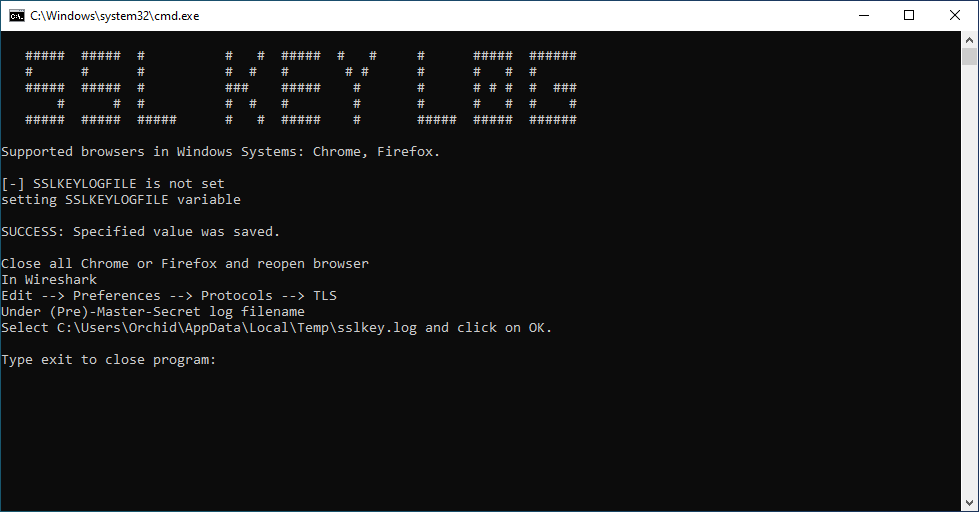 C:\Windows\system32\cmd.exe
SSL KEY LOG
Supported browsers in Windows Systems: Chrome, Firefox.
[-] SSLKEYLOGFILE is not set
setting SSLKEYLOGFILE variable
SUCCESS: Specified value was saved.
Close all Chrome or Firefox and reopen browser
In Wireshark
Edit --> Preferences --> Protocols --> TLS
Under (Pre)-Master-Secret log filename
Select C:\Users\Orchid\AppData\Local\Temp\sslkey.log and click on OK.
Type exit to close program: